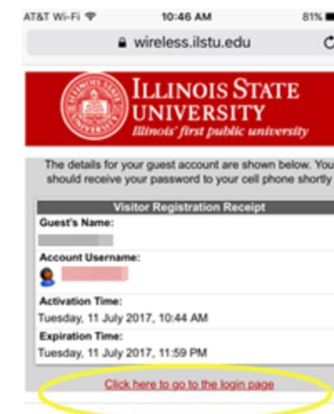 AT&T Wi-Fi 10:46 AM 81%
wireless.ilstu.edu
ILLINOIS STATE
UNIVERSITY
Illinois' first public university
The details for your guest account are shown below. You
should receive your password to your cell phone shortly
Visitor Registration Receipt
Guest's Name:
Account Username:
Activation Time:
Tuesday, 11 July 2017, 10:44 AM
Expiration Time:
Tuesday, 11 July 2017, 11:59 PM
Click here to go to the login page